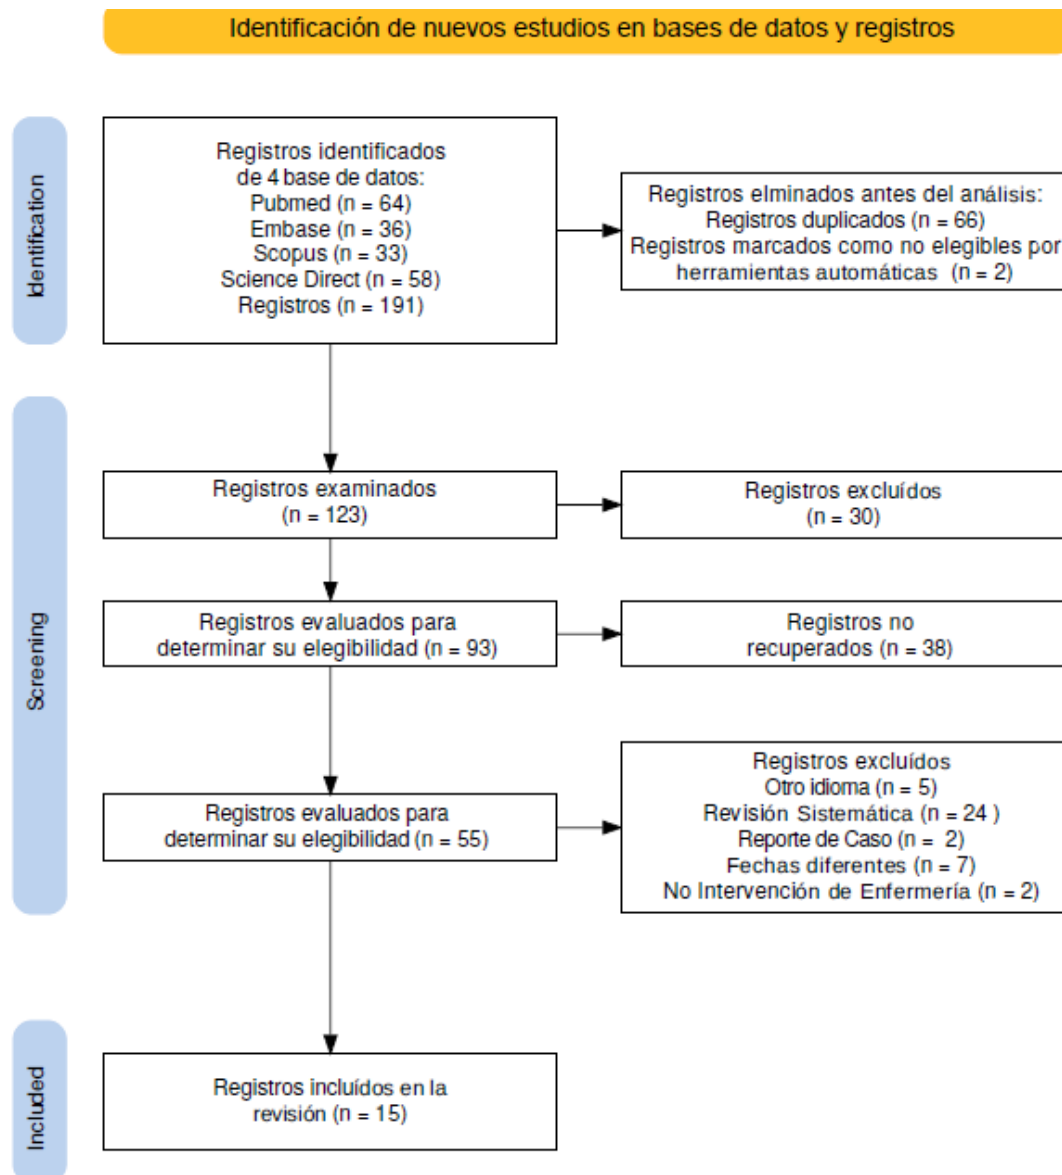 Identificación de nuevos estudios en bases de datos y registros
Identification
Registros identificados
de 4 base de datos:
Pubmed (n = 64)
Embase (n = 36)
Scopus (n = 33)
Science Direct (n = 58)
Registros (n = 191)
Registros elminados antes del análisis:
Registros duplicados (n = 66)
Registros marcados como no elegibles por
herramientas automáticas (n = 2)
Screening
Registros examinados
(n = 123)
Registros excluídos
(n = 30)
Registros evaluados para
determinar su elegibilidad (n = 93)
Registros no
recuperados (n = 38)
Registros evaluados para
determinar su elegibilidad (n = 55)
Registros excluídos
Otro idioma (n = 5)
Revisión Sistemática (n = 24 )
Reporte de Caso (n = 2)
Fechas diferentes (n = 7)
No Intervención de Enfermería (n = 2)
Included
Registros incluídos en la
revisión (n = 15)